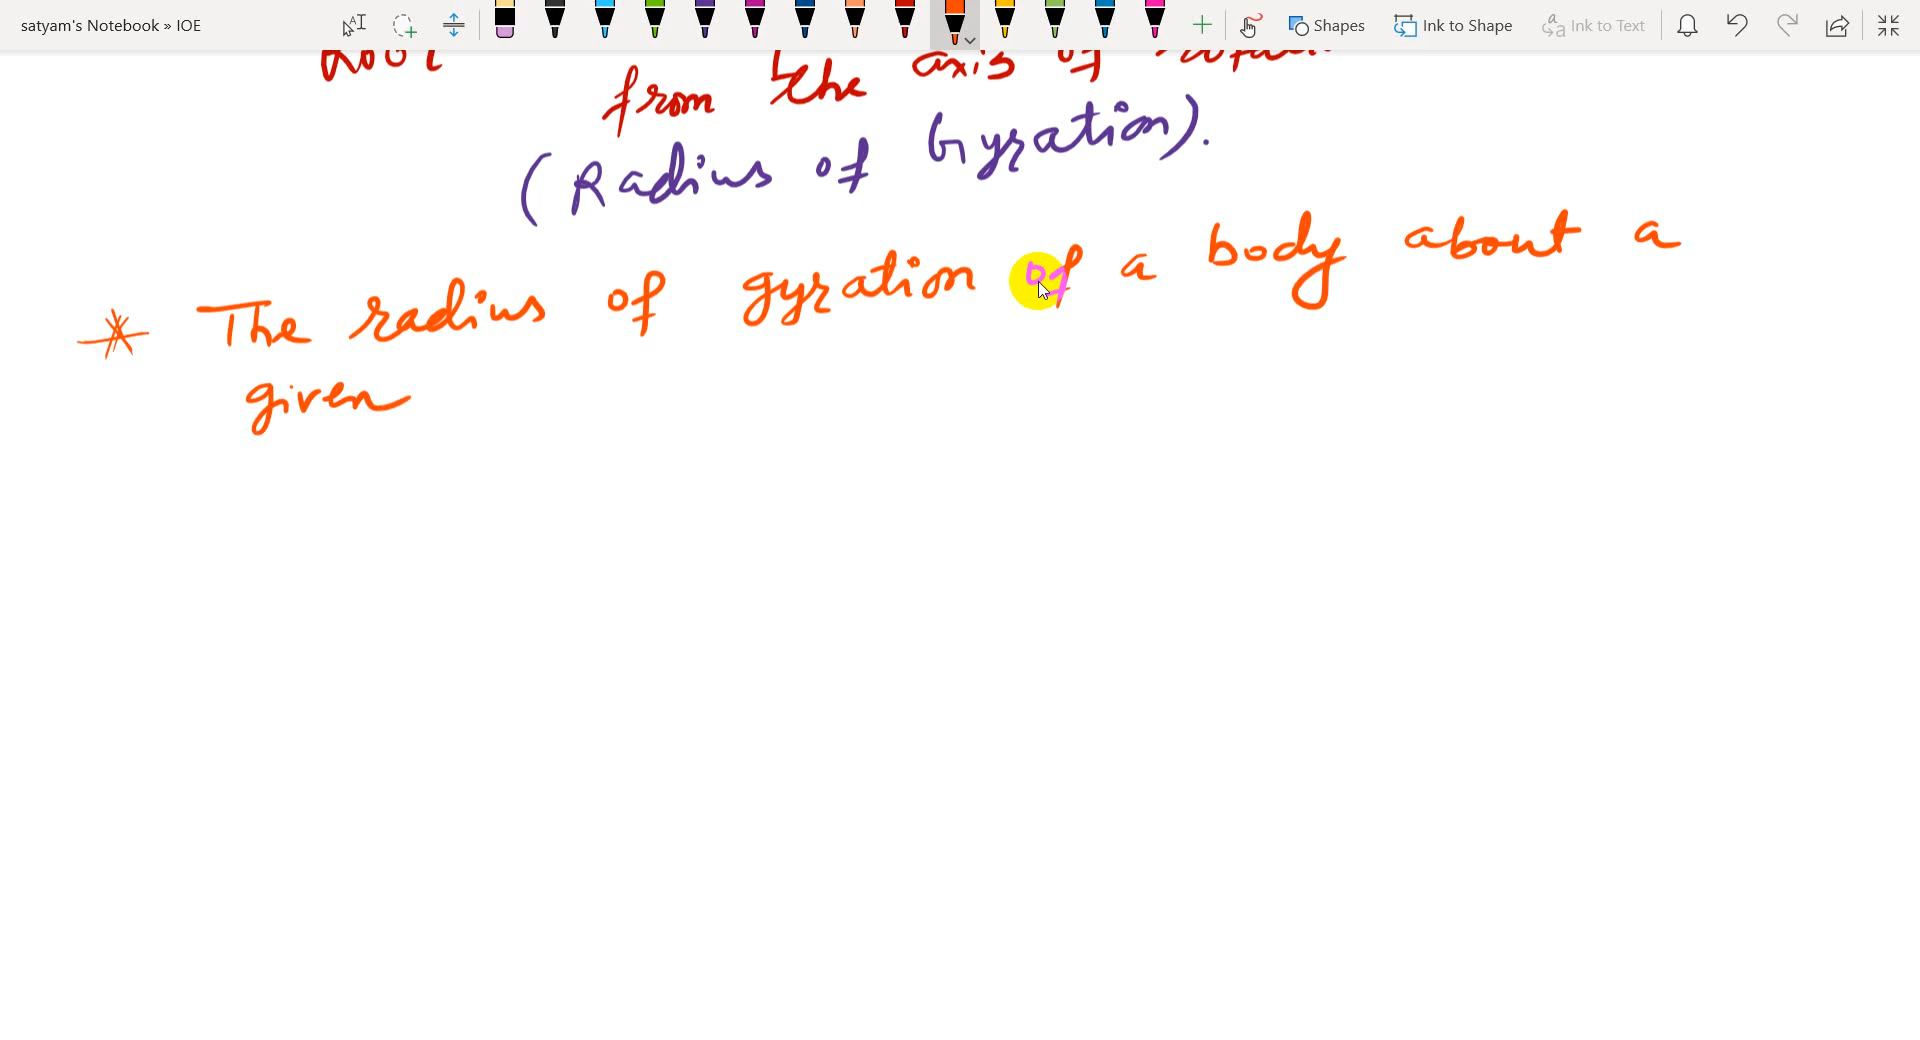 satyam's Notebook » IOE
Shapes
Ink to Shape
Ink to Text
from the axis of
(Radius of Gyration).
* The radius of gyration of a body about a
given